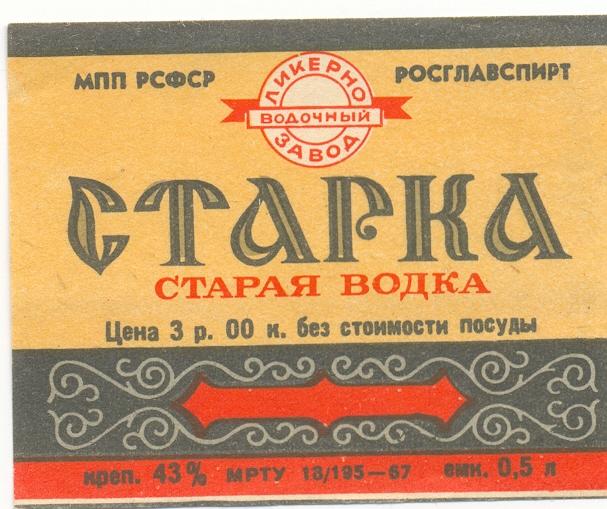 МПП РСФСР
ЛИКЕРНО
ВОДОЧНЫЙ
ЗАВОД
РОСГЛАВСПИРТ
СТАРКА
СТАРАЯ ВОДКА
Цена 3 р. 00 к. без стоимости посуды
креп. 43% МРТУ 18/195—67 емк. 0,5 л